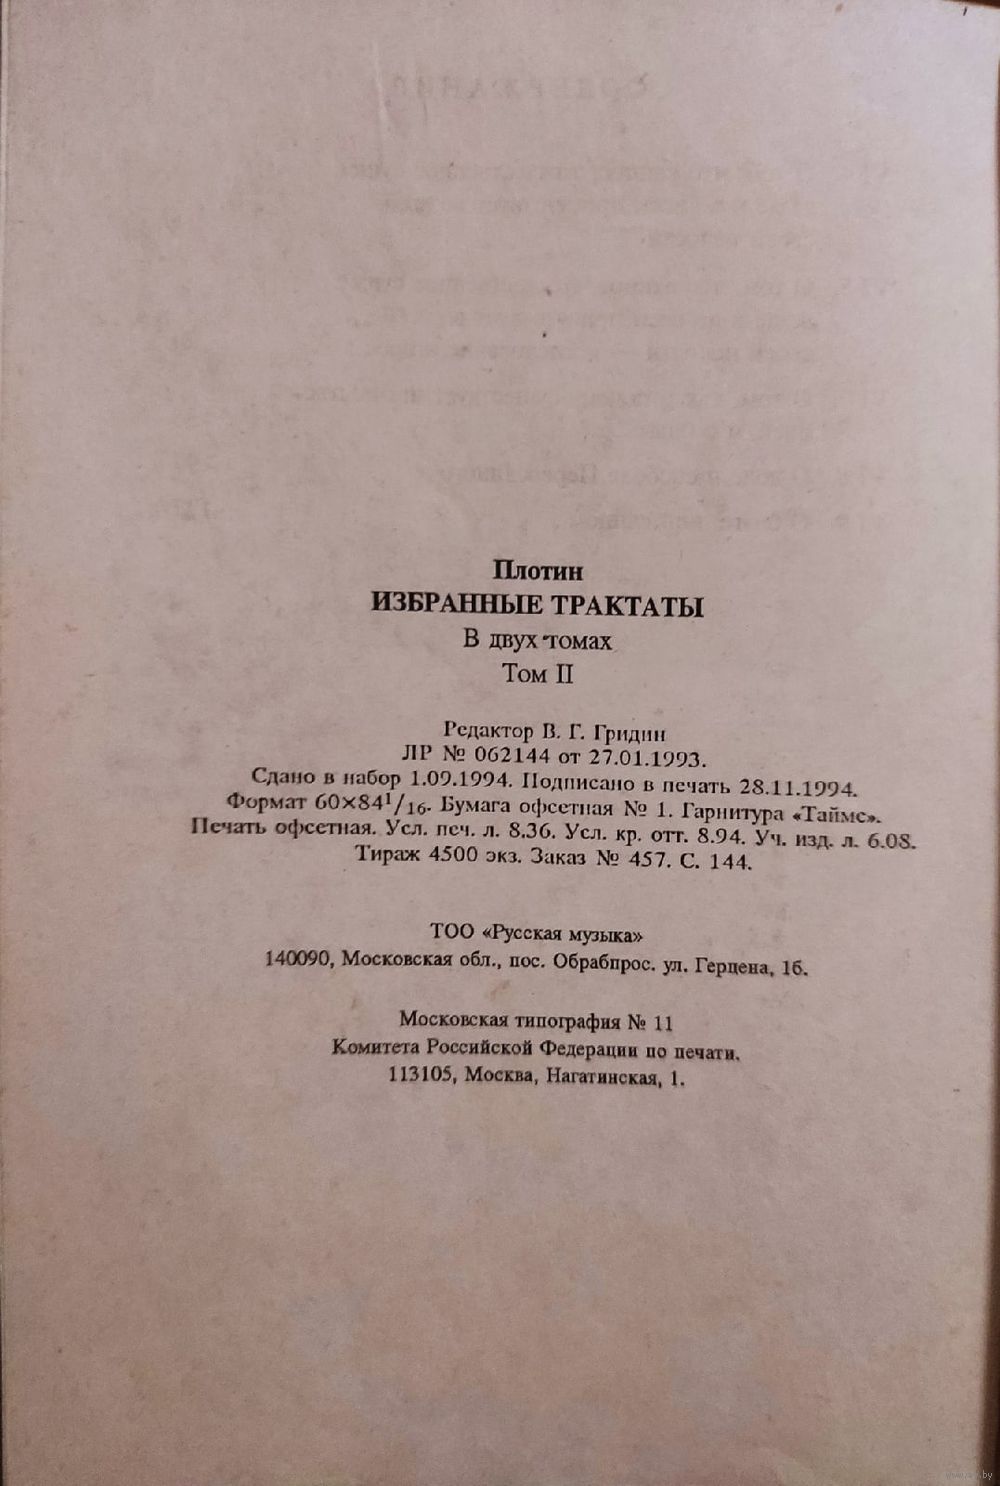 Плотин
ИЗБРАННЫЕ ТРАКТАТЫ
В двух томах
Том II
Редактор В. Г. Гридин
ЛР № 062144 от 27.01.1993.
Сдано в набор 1.09.1994. Подписано в печать 28.11.1994.
Формат 60×84¹/₁₆. Бумага офсетная № 1. Гарнитура «Таймс».
Печать офсетная. Усл. печ. л. 8.36. Усл. кр. отт. 8.94. Уч. изд. л. 6.08.
Тираж 4500 экз. Заказ № 457. С. 144.
ТОО «Русская музыка»
140090, Московская обл., пос. Обрабпрос. ул. Герцена, 16.
Московская типография № 11
Комитета Российской Федерации по печати.
113105, Москва, Нагатинская, 1.